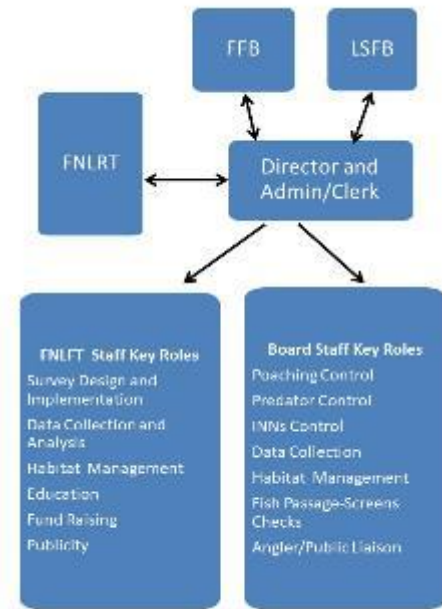 FFB
LSFB
FNLRT
Director and
Admin/Clerk
FNLFT Staff Key Roles
Survey Design and
Implementation
Data Collection and
Analysis
Habitat Management
Education
Fund Raising
Publicity
Board Staff Key Roles
Poaching Control
Predator Control
INNs Control
Data Collection
Habitat Management
Fish Passage-Screens
Checks
Angler/Public Liaison